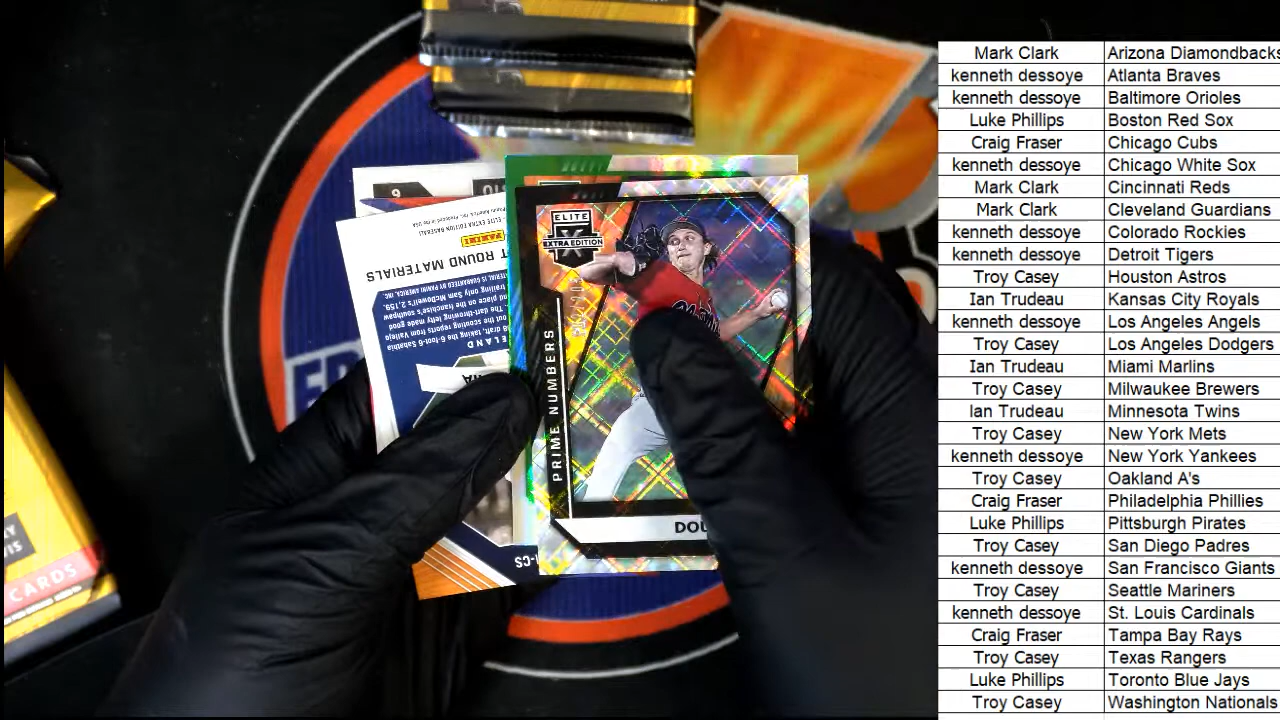 ELITE
EXTRA EDITION
PRIME NUMBERS
DOU
PANINI
T ROUND MATERIALS
CARDS
Mark Clark Arizona Diamondbacks
kenneth dessoye Atlanta Braves
kenneth dessoye Baltimore Orioles
Luke Phillips Boston Red Sox
Craig Fraser Chicago Cubs
kenneth dessoye Chicago White Sox
Mark Clark Cincinnati Reds
Mark Clark Cleveland Guardians
kenneth dessoye Colorado Rockies
kenneth dessoye Detroit Tigers
Troy Casey Houston Astros
Ian Trudeau Kansas City Royals
kenneth dessoye Los Angeles Angels
Troy Casey Los Angeles Dodgers
Ian Trudeau Miami Marlins
Troy Casey Milwaukee Brewers
Ian Trudeau Minnesota Twins
Troy Casey New York Mets
kenneth dessoye New York Yankees
Troy Casey Oakland A's
Craig Fraser Philadelphia Phillies
Luke Phillips Pittsburgh Pirates
Troy Casey San Diego Padres
kenneth dessoye San Francisco Giants
Troy Casey Seattle Mariners
kenneth dessoye St. Louis Cardinals
Craig Fraser Tampa Bay Rays
Troy Casey Texas Rangers
Luke Phillips Toronto Blue Jays
Troy Casey Washington Nationals